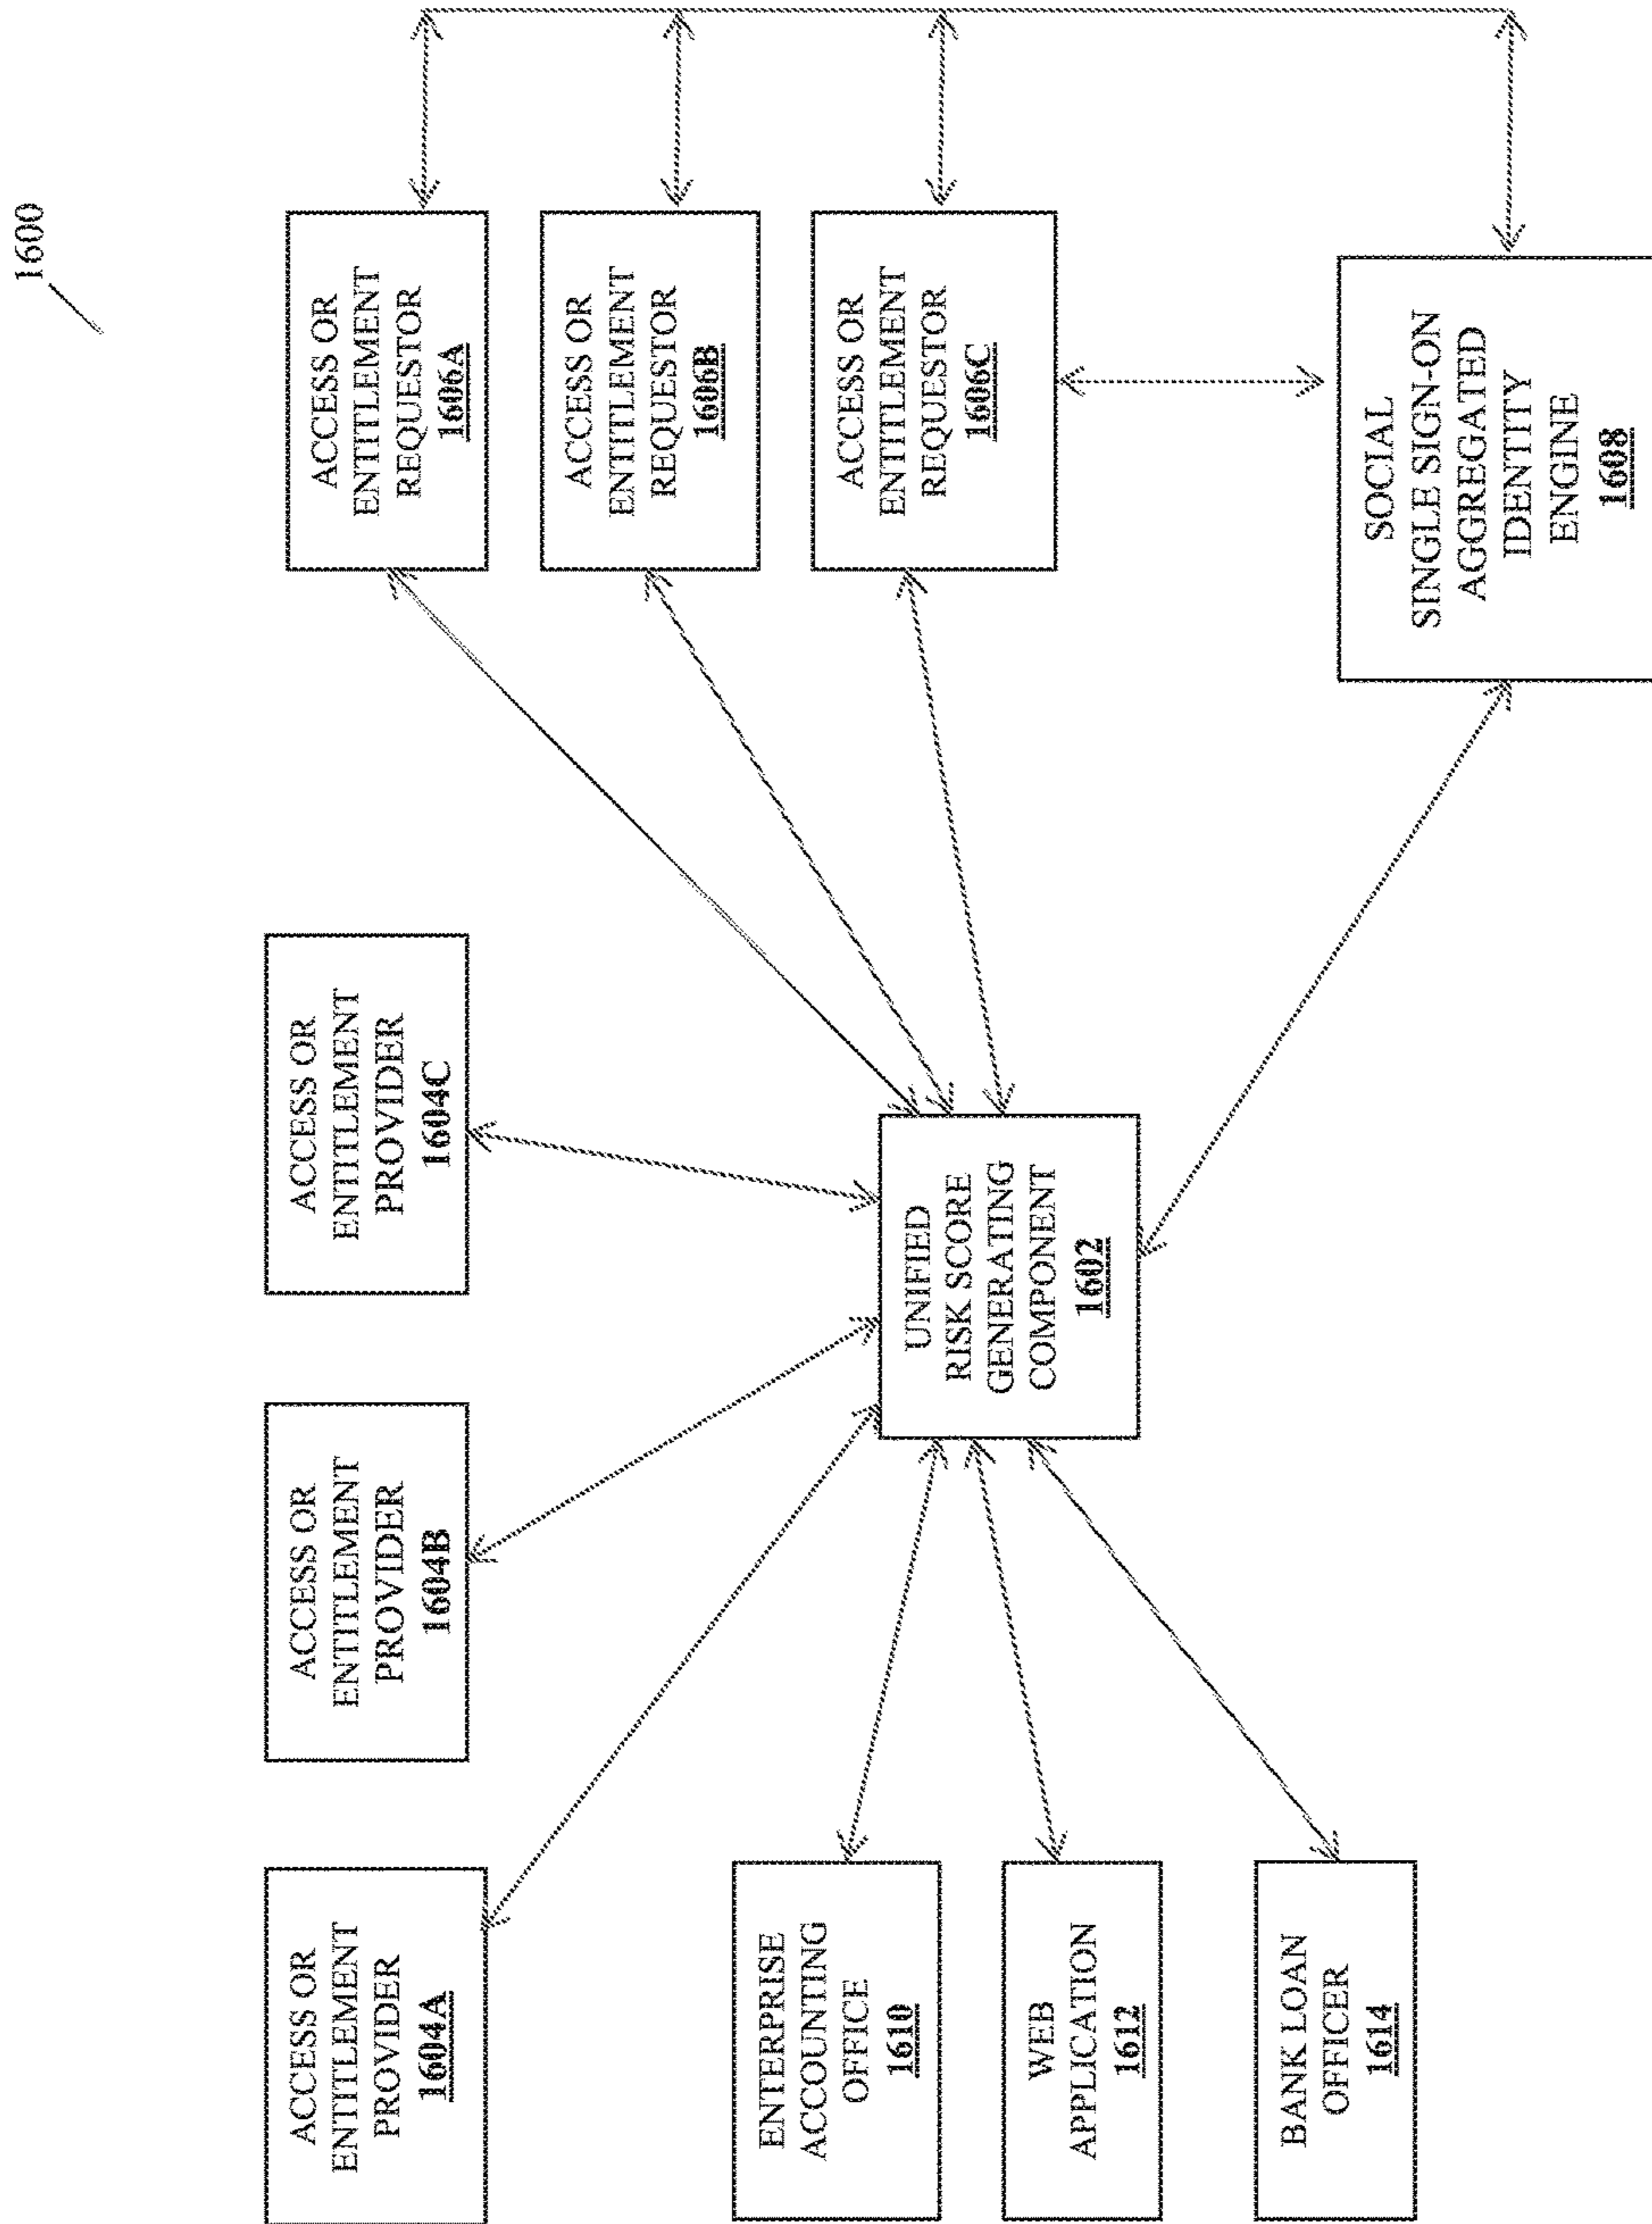 1600
ACCESS OR
ENTITLEMENT
PROVIDER
1604A
ACCESS OR
ENTITLEMENT
PROVIDER
1604B
ACCESS OR
ENTITLEMENT
PROVIDER
1604C
ACCESS OR
ENTITLEMENT
REQUESTOR
1606A
ACCESS OR
ENTITLEMENT
REQUESTOR
1606B
ACCESS OR
ENTITLEMENT
REQUESTOR
1606C
ENTERPRISE
ACCOUNTING
OFFICE
1610
WEB
APPLICATION
1612
BANK LOAN
OFFICER
1614
UNIFIED
RISK SCORE
GENERATING
COMPONENT
1602
SOCIAL
SINGLE SIGN-ON
AGGREGATED
IDENTITY
ENGINE
1608